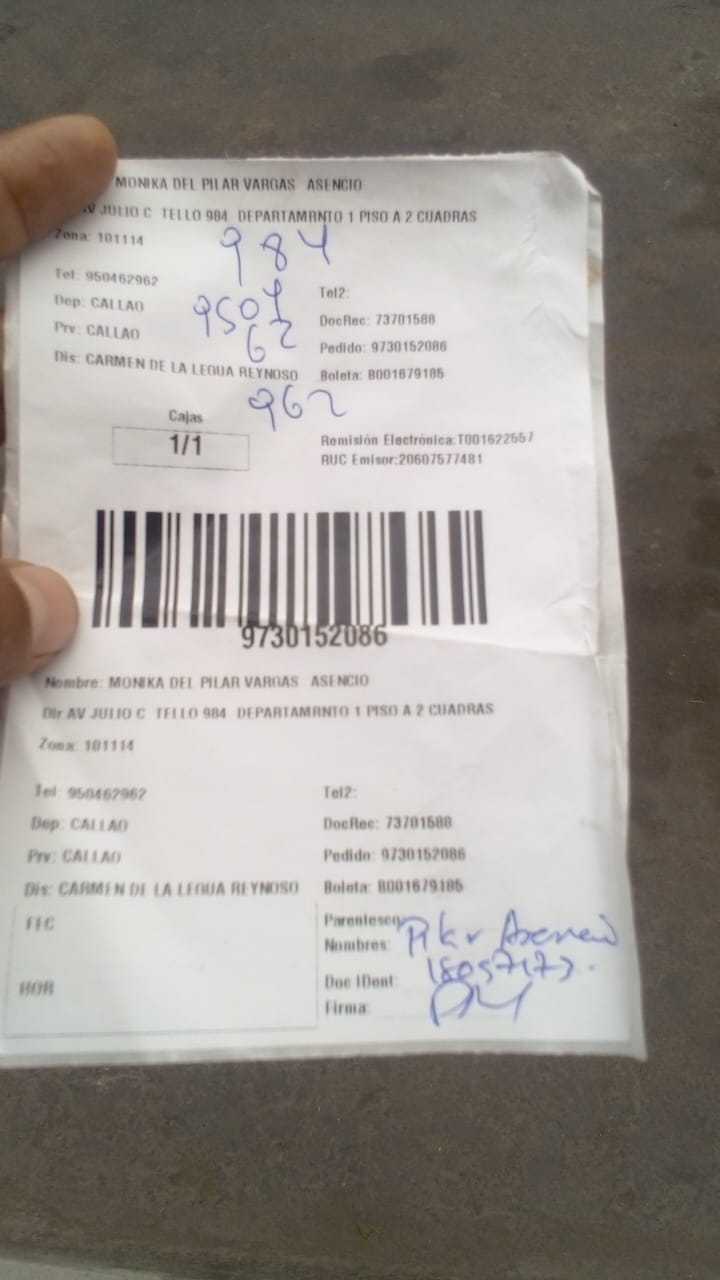 MONIKA DEL PILAR VARGAS ASENCIO
AV JULIO C TELLO 984 DEPARTAMRNTO 1 PISO A 2 CUADRAS
Zona: 101114
984
Tel: 950462962
Tel2:
Dep: CALLAO
9504
DocRec: 73701588
Prv: CALLAO
62
Pedido: 9730152086
Dis: CARMEN DE LA LEGUA REYNOSO
Boleta: B001679185
962
Cajas
1/1
Remisión Electrónica:T001622557
RUC Emisor:20607577481
9730152086
Nombre: MONIKA DEL PILAR VARGAS ASENCIO
Dir AV JULIO C TELLO 984 DEPARTAMRNTO 1 PISO A 2 CUADRAS
Zona: 101114
Tel: 950462962
Tel2:
Dep: CALLAO
DocRec: 73701588
Prv: CALLAO
Pedido: 9730152086
Dis: CARMEN DE LA LEGUA REYNOSO
Boleta: B001679185
FEC
Parentesco
Nombres: Pilar Asencio
HOR
Doc IDent:
Firma: